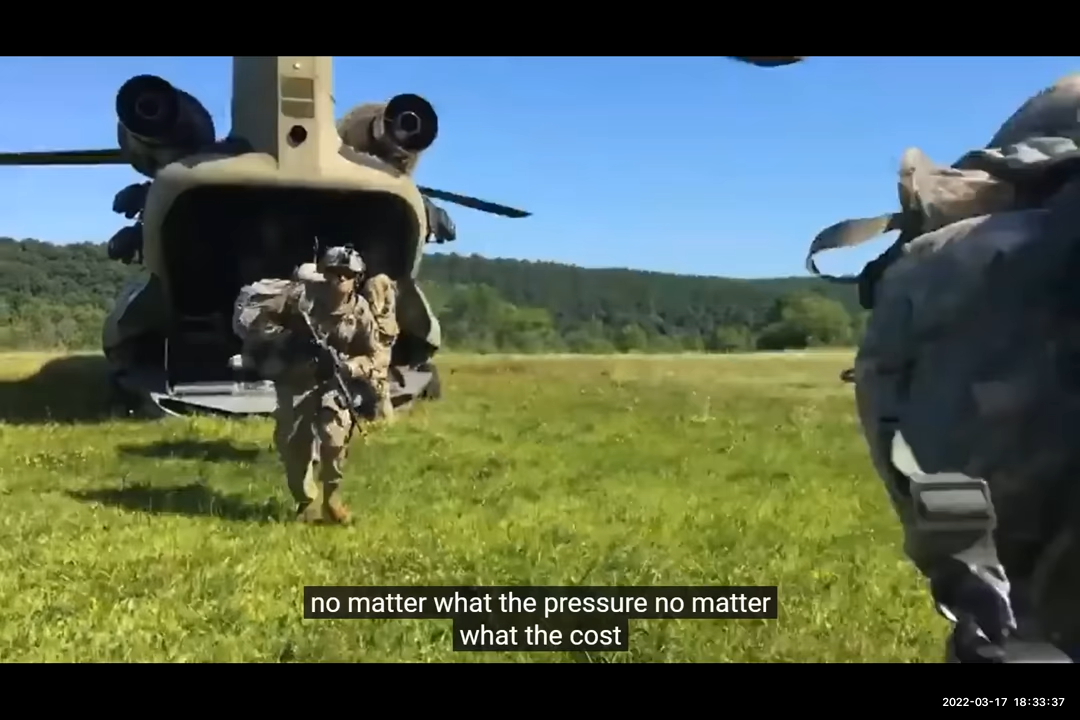 no matter what the pressure no matter
what the cost
2022-03-17 18:33:37